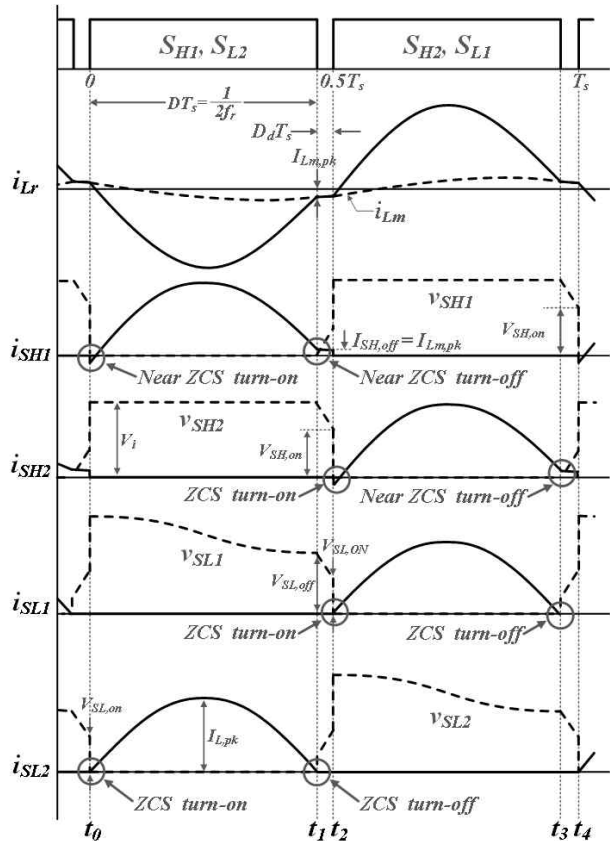 S_H1, S_L2 S_H2, S_L1
0 0.5T_s T_s
DT_s = 1/2f_r
D_dT_s
I_Lm,pk
i_Lr
i_Lm
v_SH1
I_SH,off = I_Lm,pk
V_SH,on
i_SH1
Near ZCS turn-on Near ZCS turn-off
v_SH2
V_i
V_SH,on
i_SH2
ZCS turn-on Near ZCS turn-off
v_SL1
V_SL,ON
V_SL,off
i_SL1
ZCS turn-on ZCS turn-off
V_SL,on
v_SL2
I_L,pk
i_SL2
ZCS turn-on ZCS turn-off
t_0 t_1 t_2 t_3 t_4